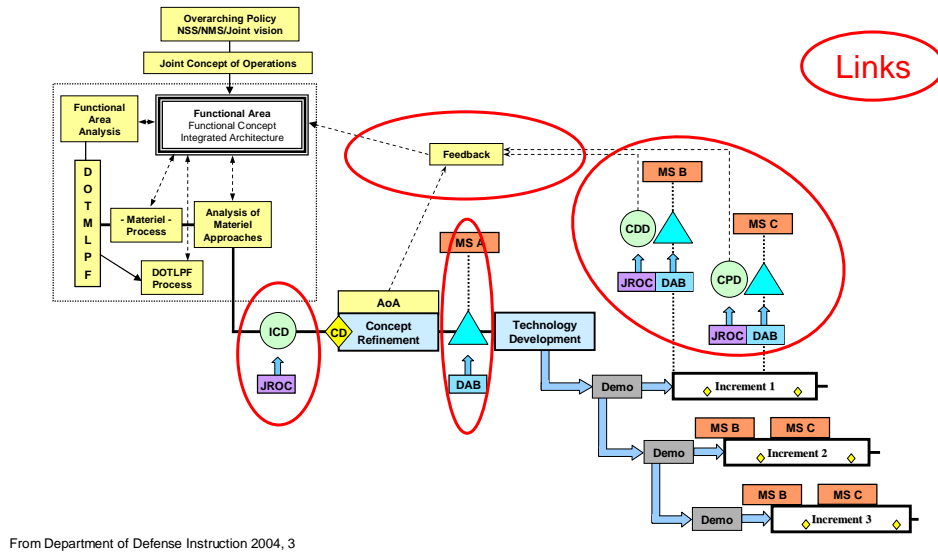 Overarching Policy
NSS/NMS/Joint vision
Joint Concept of Operations
Links
Functional
Area
Analysis
Functional Area
Functional Concept
Integrated Architecture
Feedback
D
O
T
M
L
P
F
- Materiel -
Process
Analysis of
Materiel
Approaches
DOTLPF
Process
MS A
MS B
MS C
CDD
CPD
JROC
DAB
JROC
DAB
ICD
JROC
CD
AoA
Concept
Refinement
DAB
Technology
Development
Demo
Increment 1
MS B
MS C
Demo
Increment 2
MS B
MS C
Demo
Increment 3
From Department of Defense Instruction 2004, 3